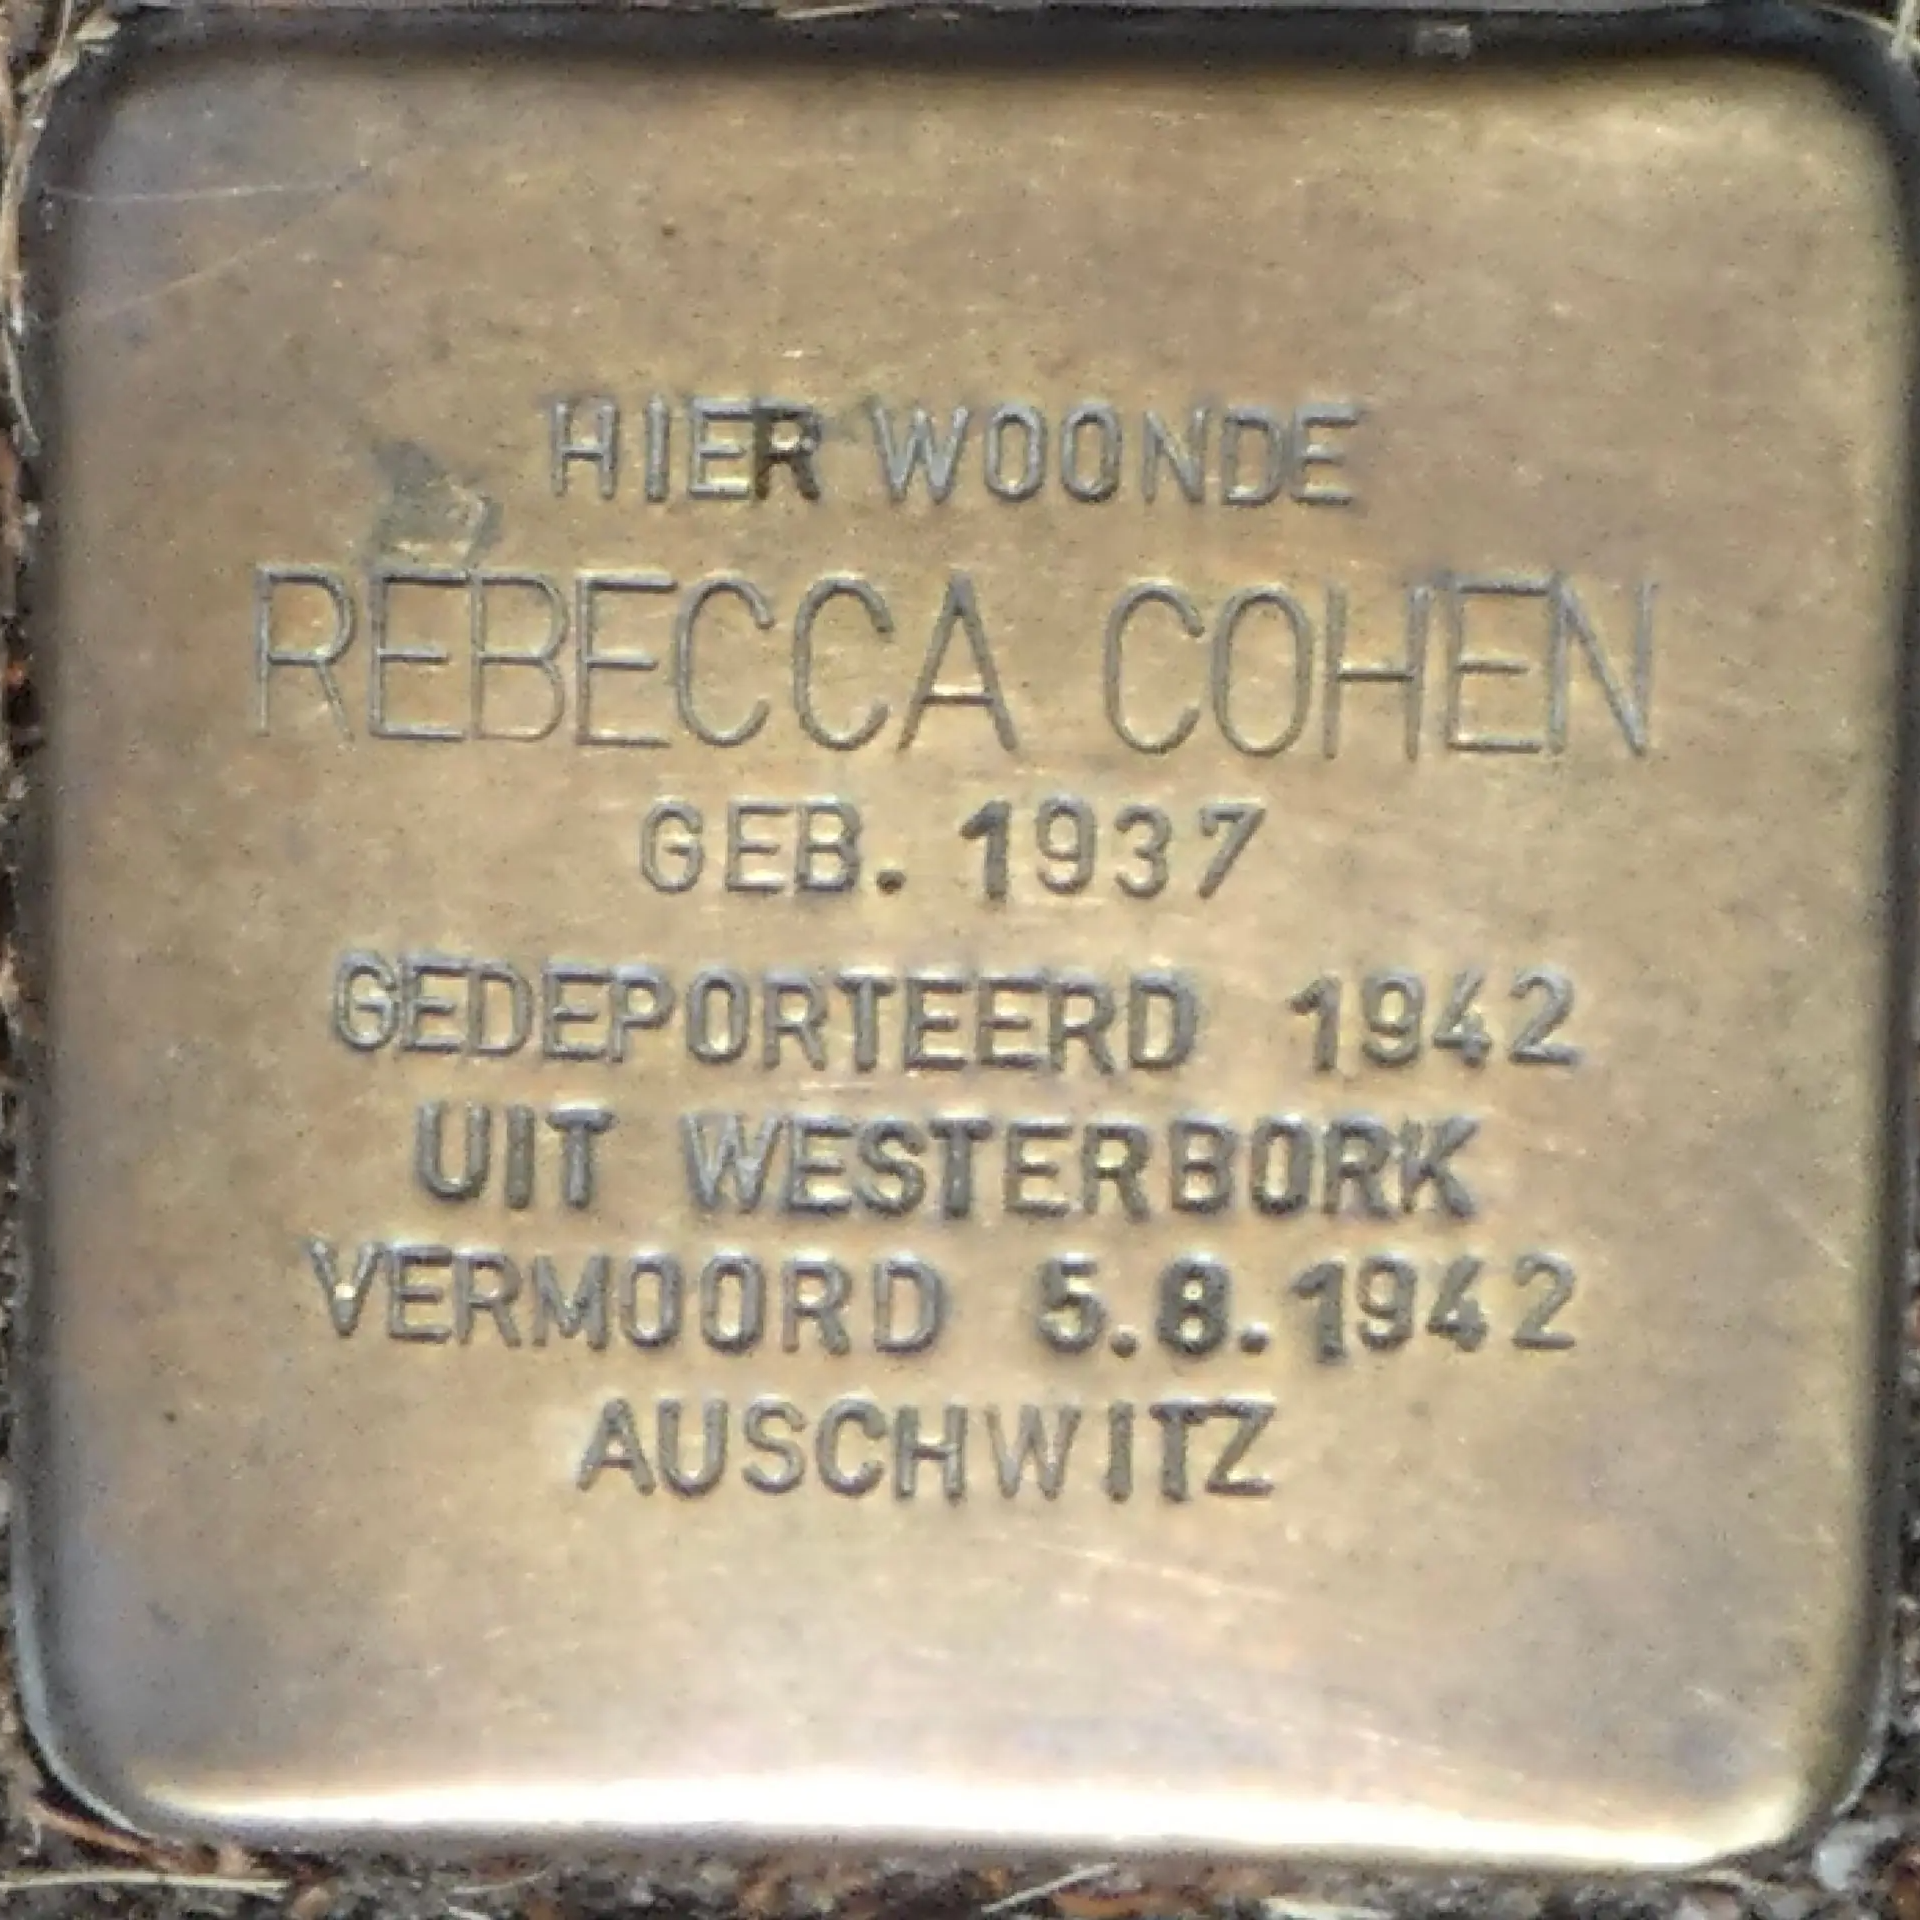 HIER WOONDE
REBECCA COHEN
GEB. 1937
GEDEPORTEERD 1942
UIT WESTERBORK
VERMOORD 5.8.1942
AUSCHWITZ